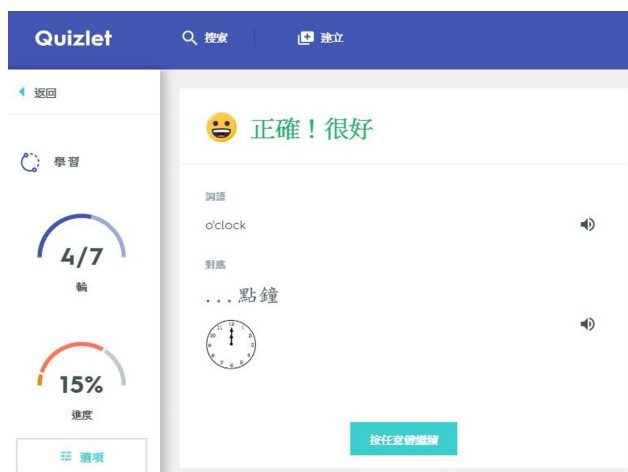 Quizlet
搜索
建立
返回
正確！很好
學習
詞語
o'clock
4/7
輪
對應
...點鐘
15%
進度
選項
按任意鍵繼續